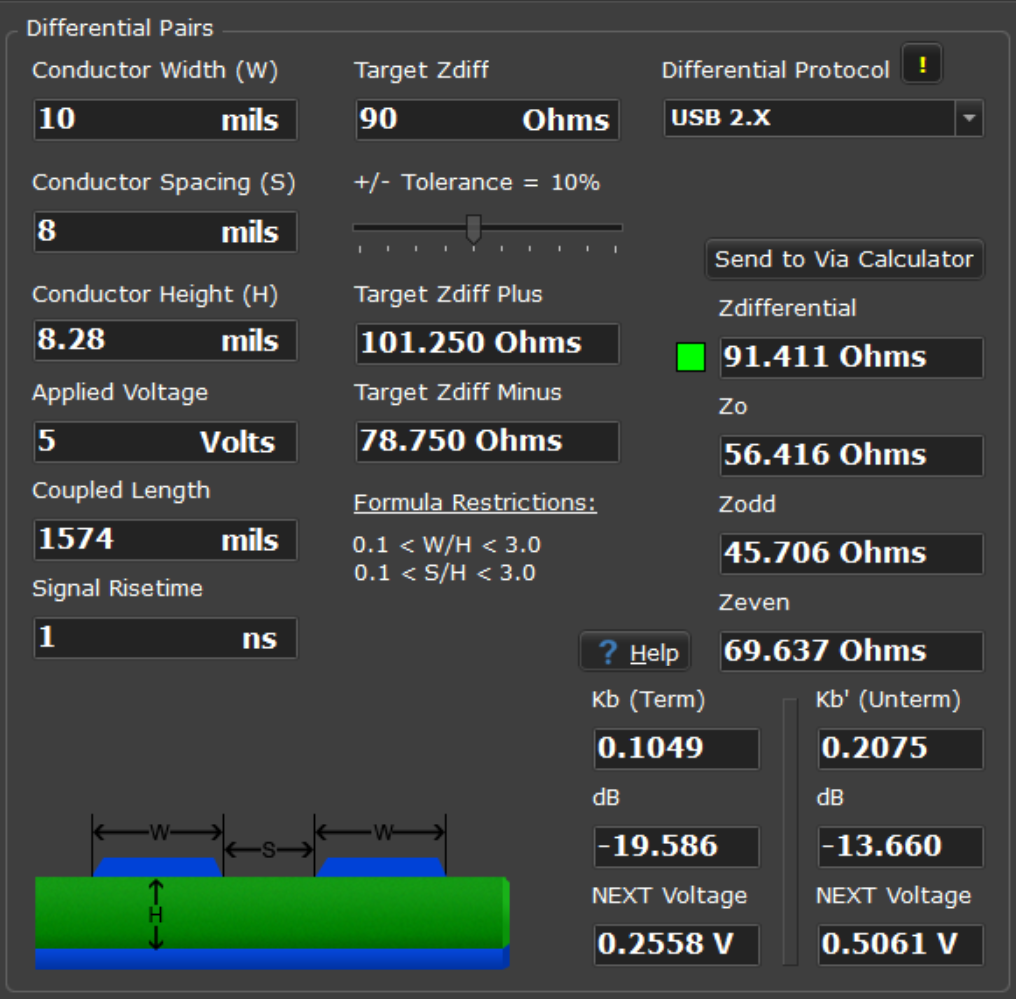 Differential Pairs
Conductor Width (W)
10 mils
Conductor Spacing (S)
8 mils
Conductor Height (H)
8.28 mils
Applied Voltage
5 Volts
Coupled Length
1574 mils
Signal Risetime
1 ns
Target Zdiff
90 Ohms
+/- Tolerance = 10%
Target Zdiff Plus
101.250 Ohms
Target Zdiff Minus
78.750 Ohms
Formula Restrictions:
0.1 < W/H < 3.0
0.1 < S/H < 3.0
Differential Protocol !
USB 2.X
Send to Via Calculator
Zdifferential
91.411 Ohms
Zo
56.416 Ohms
Zodd
45.706 Ohms
Zeven
69.637 Ohms
? Help
Kb (Term)
0.1049
dB
-19.586
NEXT Voltage
0.2558 V
Kb' (Unterm)
0.2075
dB
-13.660
NEXT Voltage
0.5061 V
W
S
W
H